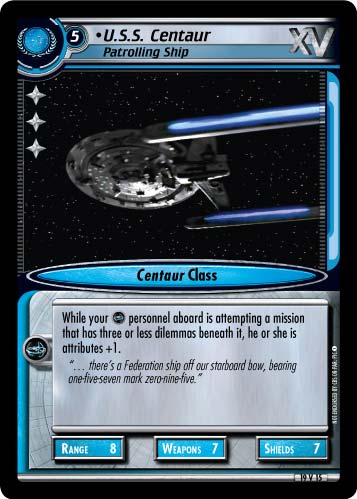 5
•U.S.S. Centaur
XV
Patrolling Ship
Centaur Class
While your personnel aboard is attempting a mission
that has three or less dilemmas beneath it, he or she is
attributes +1.
“... there’s a Federation ship off our starboard bow, bearing
one-five-seven mark zero-nine-five.”
Range 8
Weapons 7
Shields 7
19 V 15